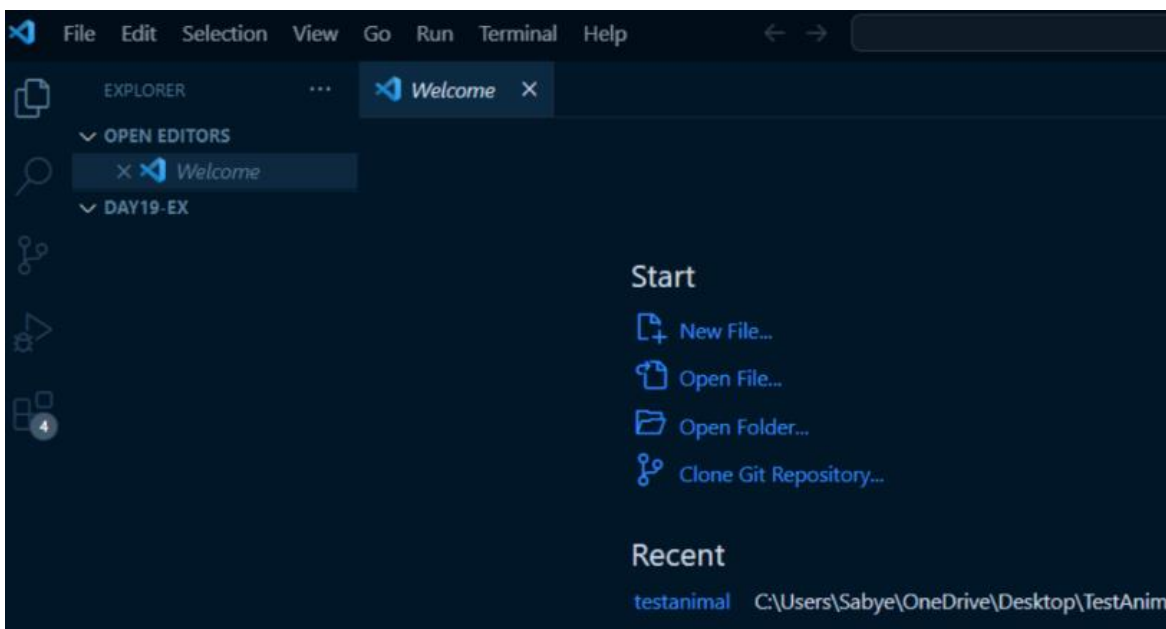 File Edit Selection View Go Run Terminal Help
EXPLORER
Welcome
OPEN EDITORS
Welcome
DAY19-EX
Start
New File...
Open File...
Open Folder...
Clone Git Repository...
Recent
testanimal C:\Users\Sabye\OneDrive\Desktop\TestAnim
4